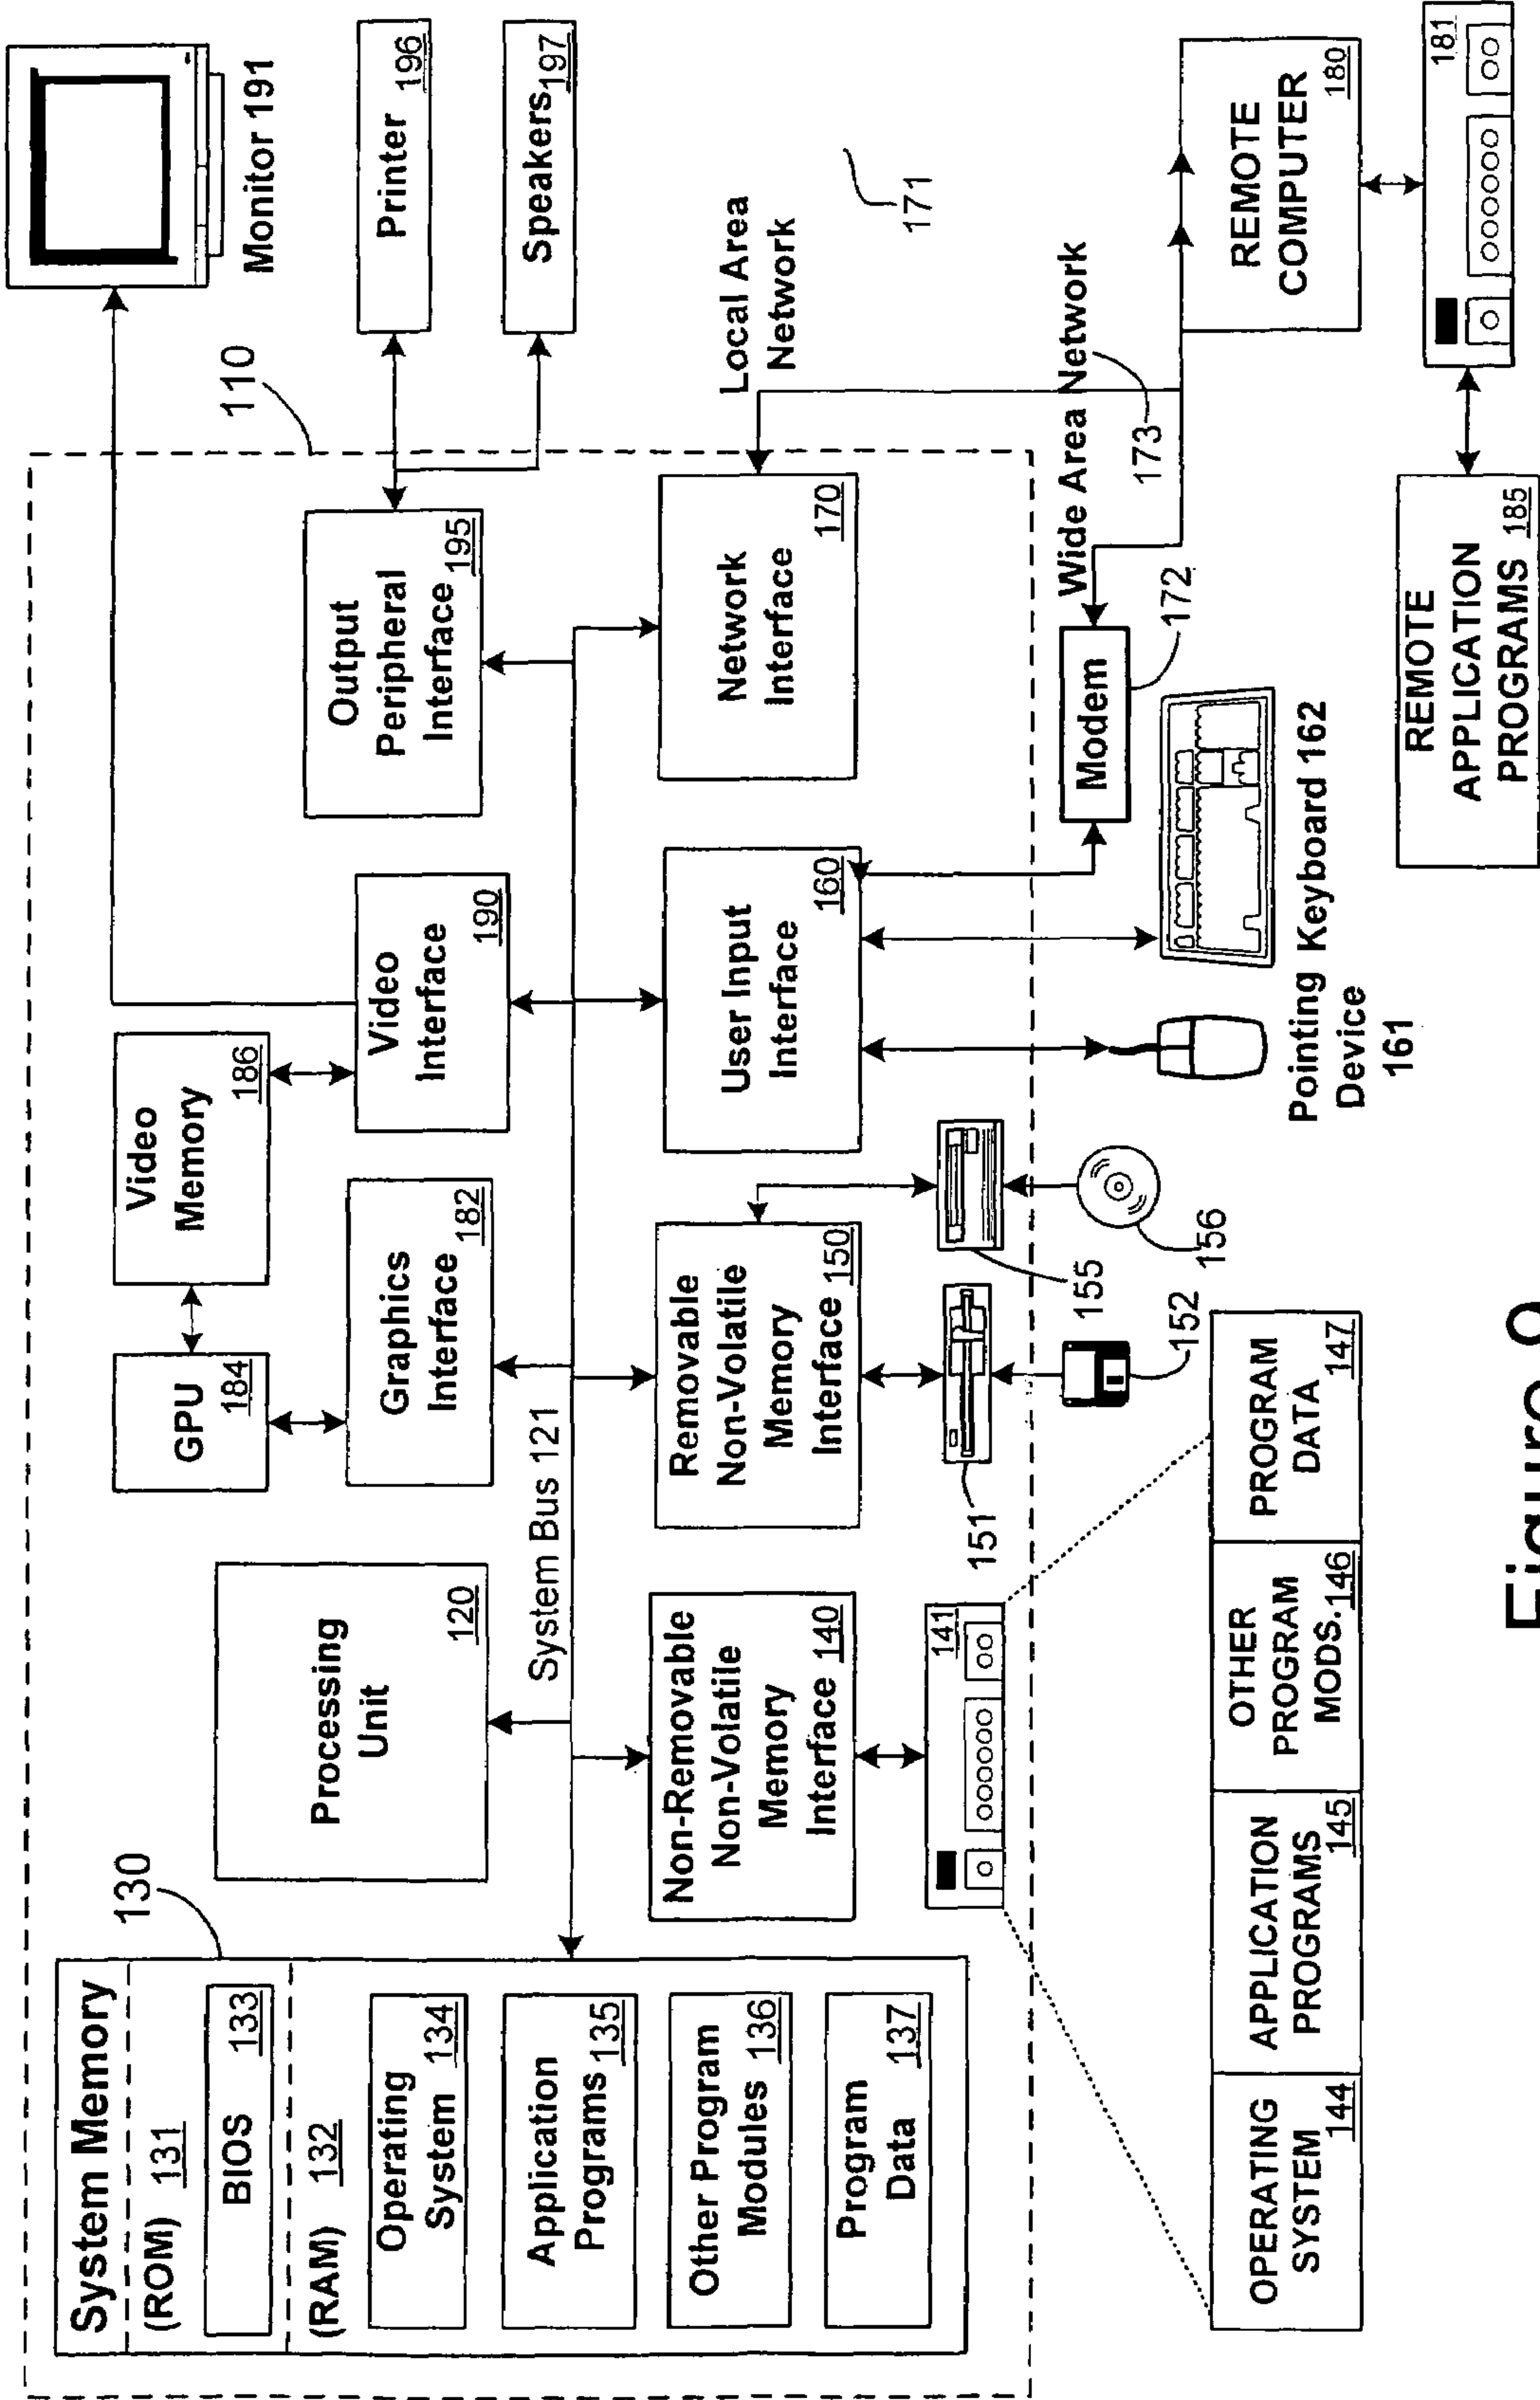 System Memory
(ROM) 131
BIOS 133
(RAM) 132
Operating
System 134
Application
Programs 135
Other Program
Modules 136
Program
Data 137
130
Processing
Unit
120
GPU
184
Video
Memory
186
Graphics
Interface
182
Video
Interface
190
Output
Peripheral
Interface 195
110
Monitor 191
Printer 196
Speakers 197
System Bus 121
Non-Removable
Non-Volatile
Memory
Interface 140
Removable
Non-Volatile
Memory
Interface 150
User Input
Interface
160
Network
Interface
170
Local Area
Network
171
141
151
155
152
156
Modem
172
Wide Area Network
173
Pointing
Device
161
Keyboard 162
REMOTE
COMPUTER
180
181
REMOTE
APPLICATION
PROGRAMS 185
OPERATING
SYSTEM 144
APPLICATION
PROGRAMS 145
OTHER
PROGRAM
MODS. 146
PROGRAM
DATA 147